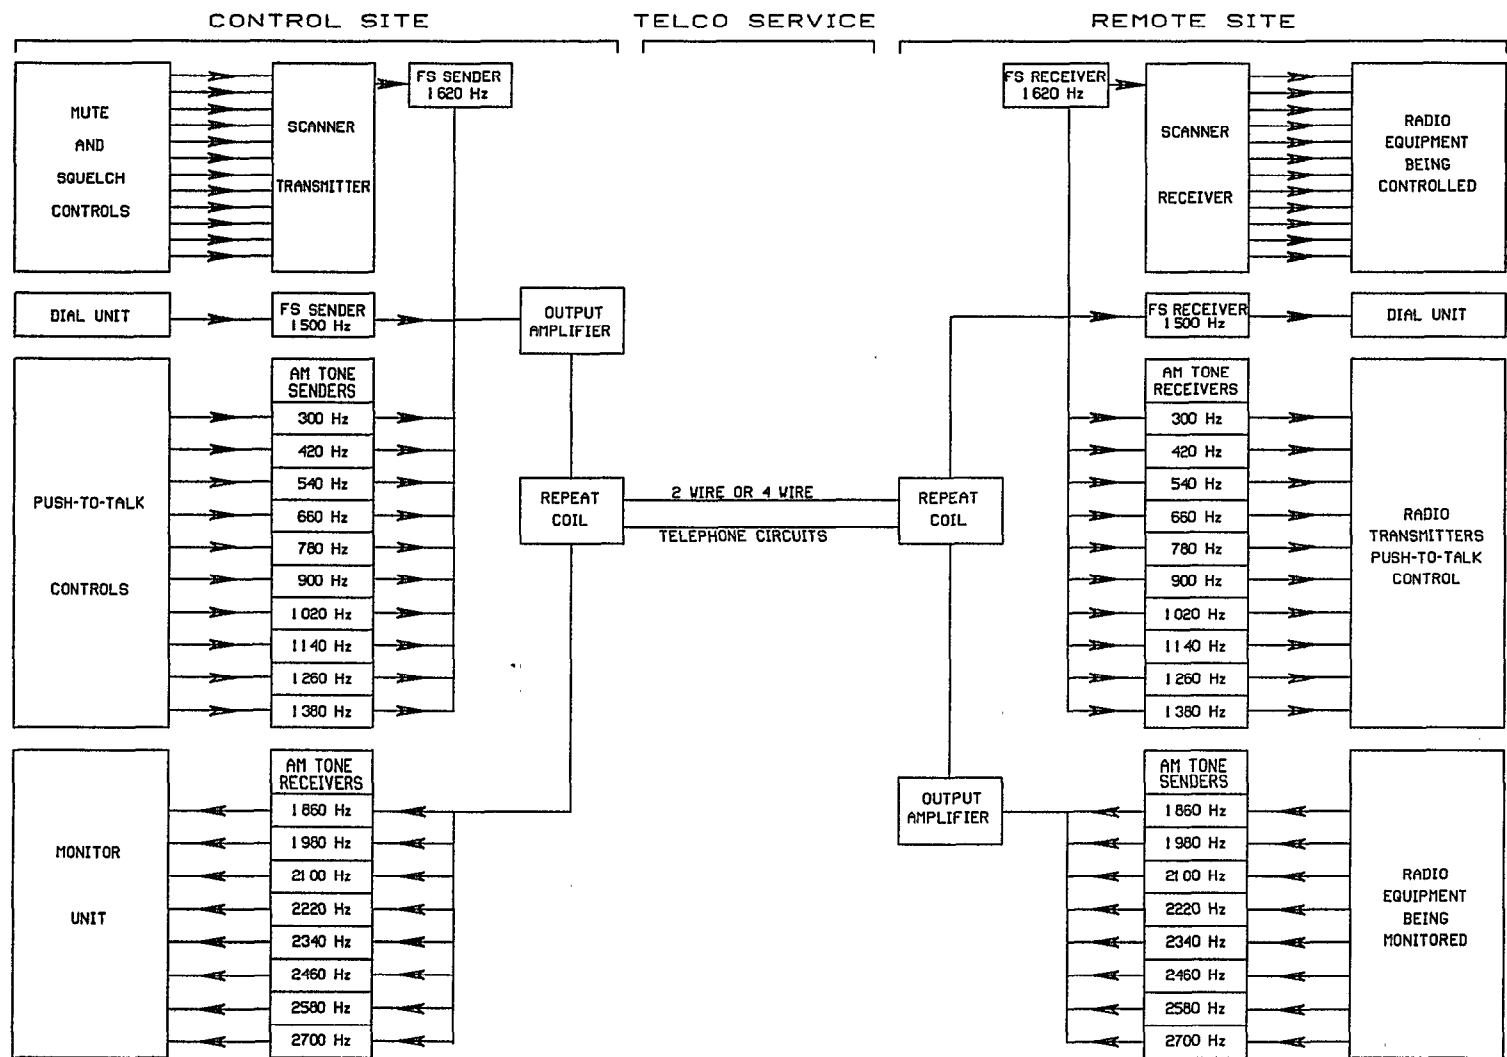 CONTROL SITE
TELCO SERVICE
REMOTE SITE
MUTE
AND
SQUELCH
CONTROLS
SCANNER
TRANSMITTER
FS SENDER
1620 Hz
DIAL UNIT
FS SENDER
1500 Hz
OUTPUT
AMPLIFIER
PUSH-TO-TALK
CONTROLS
AM TONE
SENDERS
300 Hz
420 Hz
540 Hz
660 Hz
780 Hz
900 Hz
1020 Hz
1140 Hz
1260 Hz
1380 Hz
REPEAT
COIL
MONITOR
UNIT
AM TONE
RECEIVERS
1860 Hz
1980 Hz
2100 Hz
2220 Hz
2340 Hz
2460 Hz
2580 Hz
2700 Hz
2 WIRE OR 4 WIRE
TELEPHONE CIRCUITS
FS RECEIVER
1620 Hz
SCANNER
RECEIVER
RADIO
EQUIPMENT
BEING
CONTROLLED
FS RECEIVER
1500 Hz
DIAL UNIT
REPEAT
COIL
AM TONE
RECEIVERS
300 Hz
420 Hz
540 Hz
660 Hz
780 Hz
900 Hz
1020 Hz
1140 Hz
1260 Hz
1380 Hz
RADIO
TRANSMITTERS
PUSH-TO-TALK
CONTROL
OUTPUT
AMPLIFIER
AM TONE
SENDERS
1860 Hz
1980 Hz
2100 Hz
2220 Hz
2340 Hz
2460 Hz
2580 Hz
2700 Hz
RADIO
EQUIPMENT
BEING
MONITORED